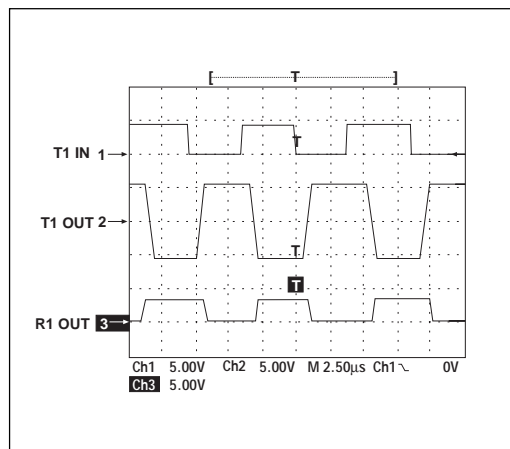 [ T ]
T1 IN 1
T
T1 OUT 2
T
T
R1 OUT 3
Ch1 5.00V Ch2 5.00V M 2.50µs Ch1 0V
Ch3 5.00V